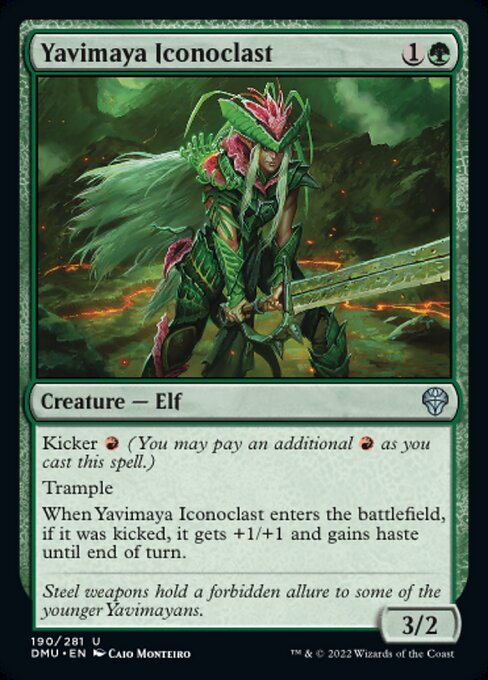 Yavimaya Iconoclast 1
Creature — Elf
Kicker (You may pay an additional as you
cast this spell.)
Trample
When Yavimaya Iconoclast enters the battlefield,
if it was kicked, it gets +1/+1 and gains haste
until end of turn.
Steel weapons hold a forbidden allure to some of the
younger Yavimayans.
3/2
190/281 U
DMU • EN Caio Monteiro
™ & © 2022 Wizards of the Coast